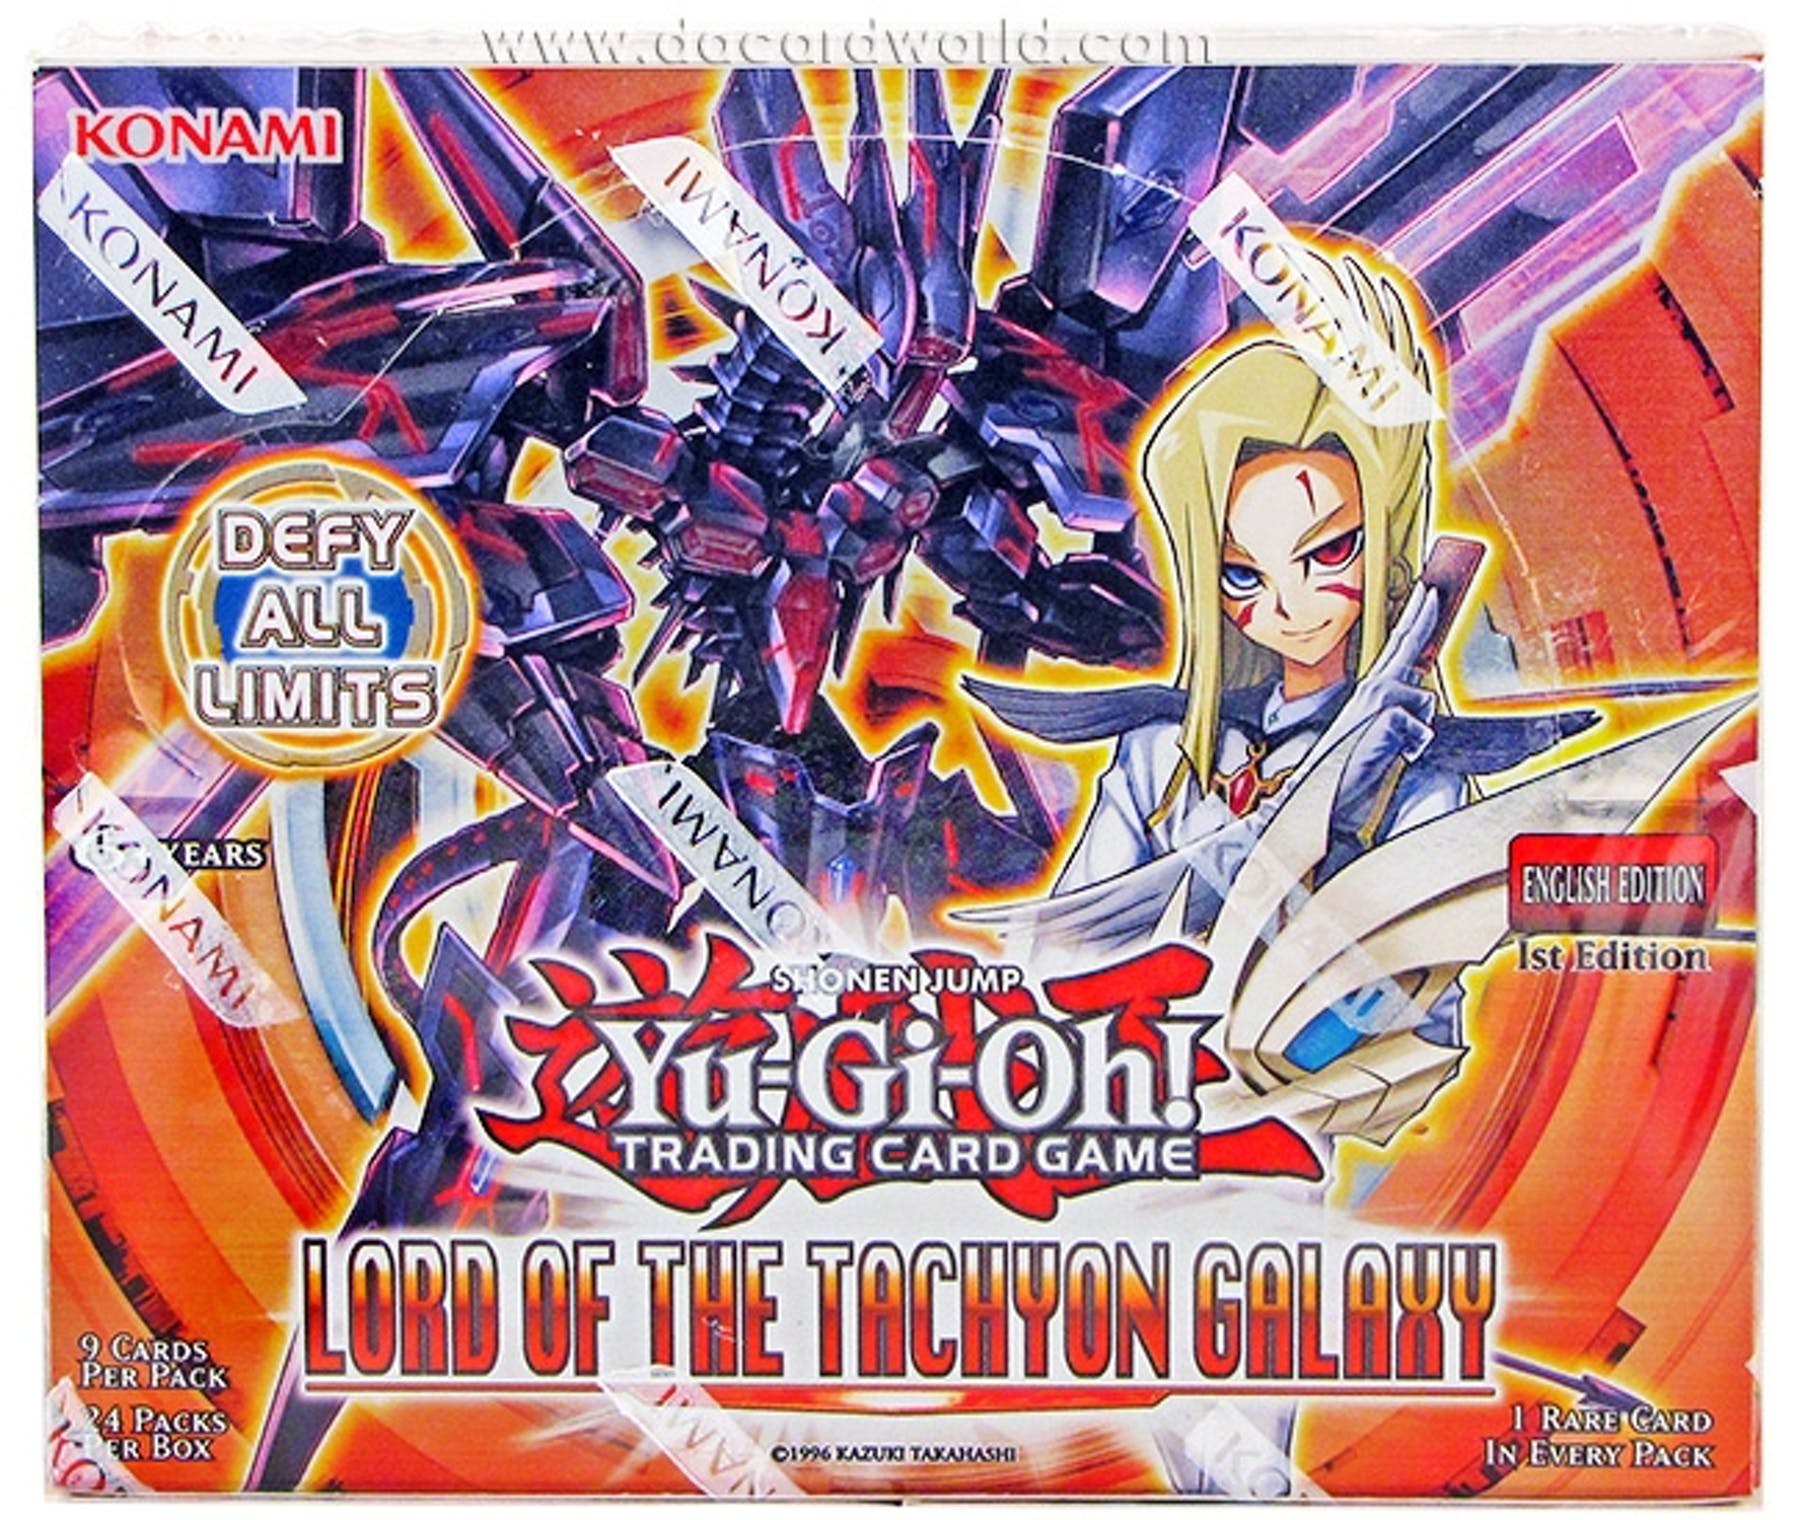 www.dacardworld.com
KONAMI
KONAMI
KONAMI
KONAMI
DEFY
ALL
LIMITS
KONAMI
KONAMI
YEARS
ENGLISH EDITION
1st Edition
SHONEN JUMP
Yu-Gi-Oh!
TRADING CARD GAME
LORD OF THE TACHYON GALAXY
9 CARDS
PER PACK
24 PACKS
PER BOX
©1996 KAZUKI TAKAHASHI
1 RARE CARD
IN EVERY PACK